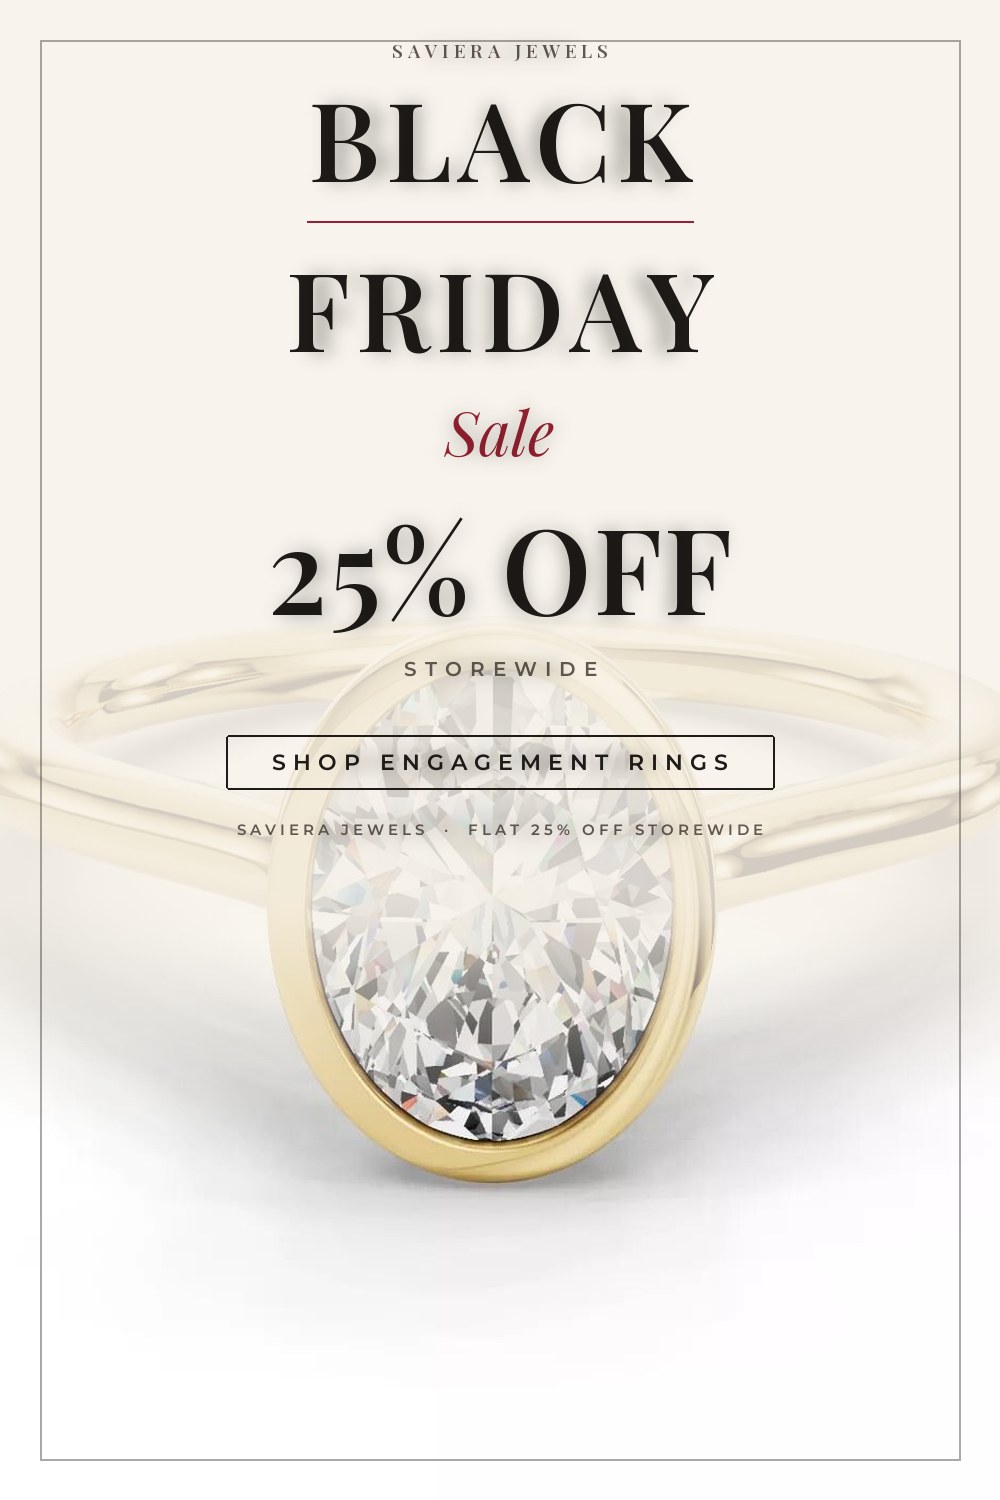 SAVIERA JEWELS
BLACK
FRIDAY
Sale
25% OFF
STOREWIDE
SHOP ENGAGEMENT RINGS
SAVIERA JEWELS · FLAT 25% OFF STOREWIDE